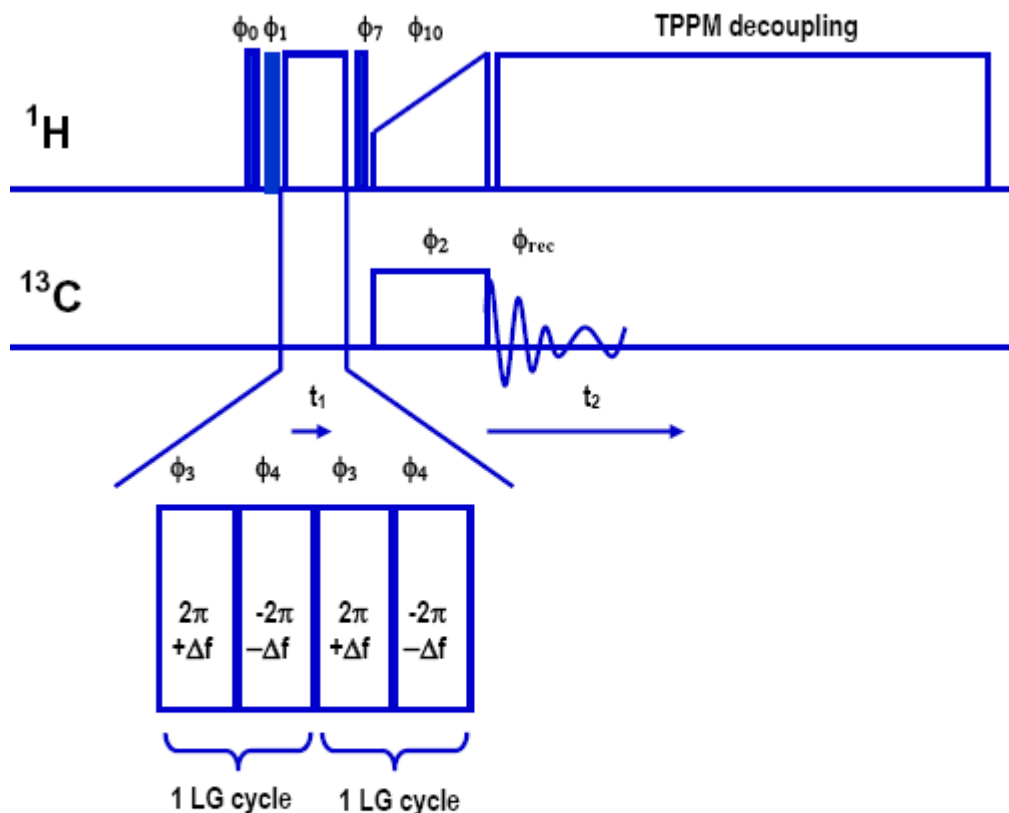 ϕ₀ ϕ₁ ϕ₇ ϕ₁₀ TPPM decoupling
¹H
ϕ₂ ϕrec
¹³C
t₁ t₂
ϕ₃ ϕ₄ ϕ₃ ϕ₄
2π -2π 2π -2π
+Δf −Δf +Δf −Δf
1 LG cycle 1 LG cycle